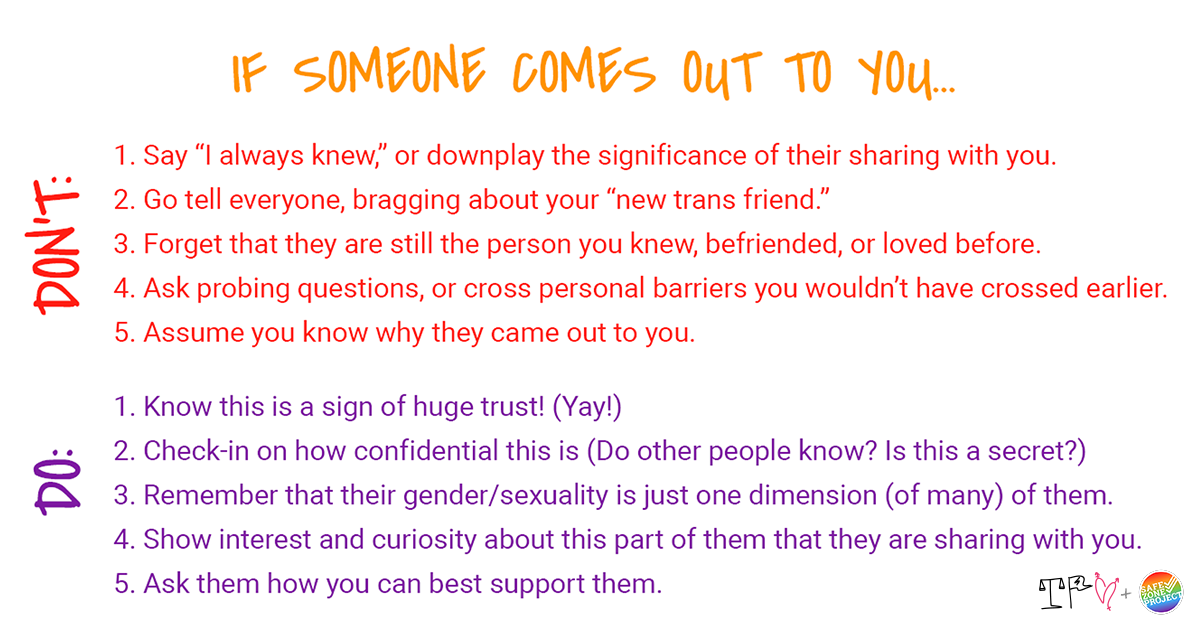 IF SOMEONE COMES OUT TO YOU...
DON'T:
1. Say “I always knew,” or downplay the significance of their sharing with you.
2. Go tell everyone, bragging about your “new trans friend.”
3. Forget that they are still the person you knew, befriended, or loved before.
4. Ask probing questions, or cross personal barriers you wouldn’t have crossed earlier.
5. Assume you know why they came out to you.
DO:
1. Know this is a sign of huge trust! (Yay!)
2. Check-in on how confidential this is (Do other people know? Is this a secret?)
3. Remember that their gender/sexuality is just one dimension (of many) of them.
4. Show interest and curiosity about this part of them that they are sharing with you.
5. Ask them how you can best support them.
+
SAFE
ZONE
PROJECT